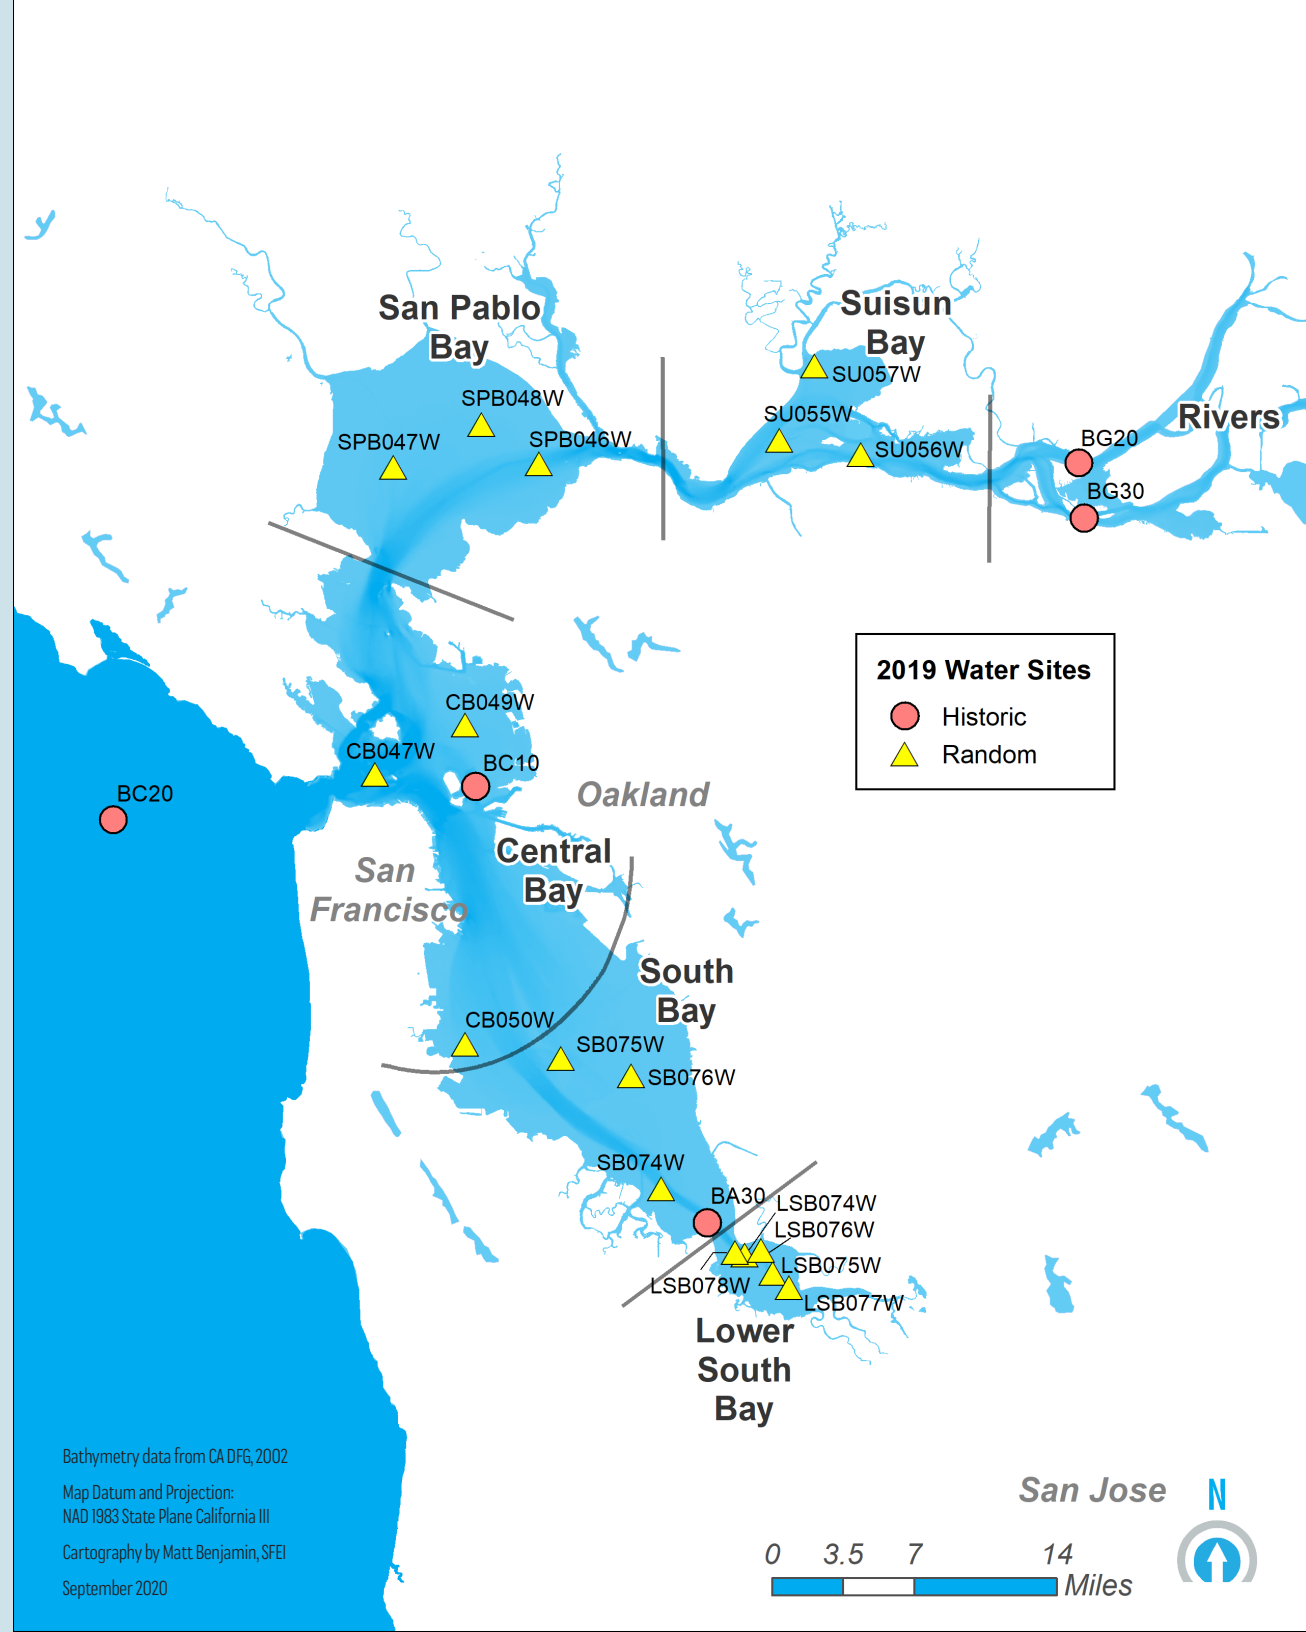 San Pablo
Bay
Suisun
Bay
SU057W
SPB048W
SU055W
Rivers
SPB047W
SPB046W
SU056W
BG20
BG30
2019 Water Sites
Historic
Random
CB049W
CB047W
BC10
BC20
Oakland
Central
Bay
San
Francisco
South
Bay
CB050W
SB075W
SB076W
SB074W
BA30
LSB074W
LSB076W
LSB075W
LSB078W
LSB077W
Lower
South
Bay
Bathymetry data from CA DFG, 2002
Map Datum and Projection:
NAD 1983 State Plane California III
Cartography by Matt Benjamin, SFEI
September 2020
San Jose
N
0 3.5 7 14
Miles